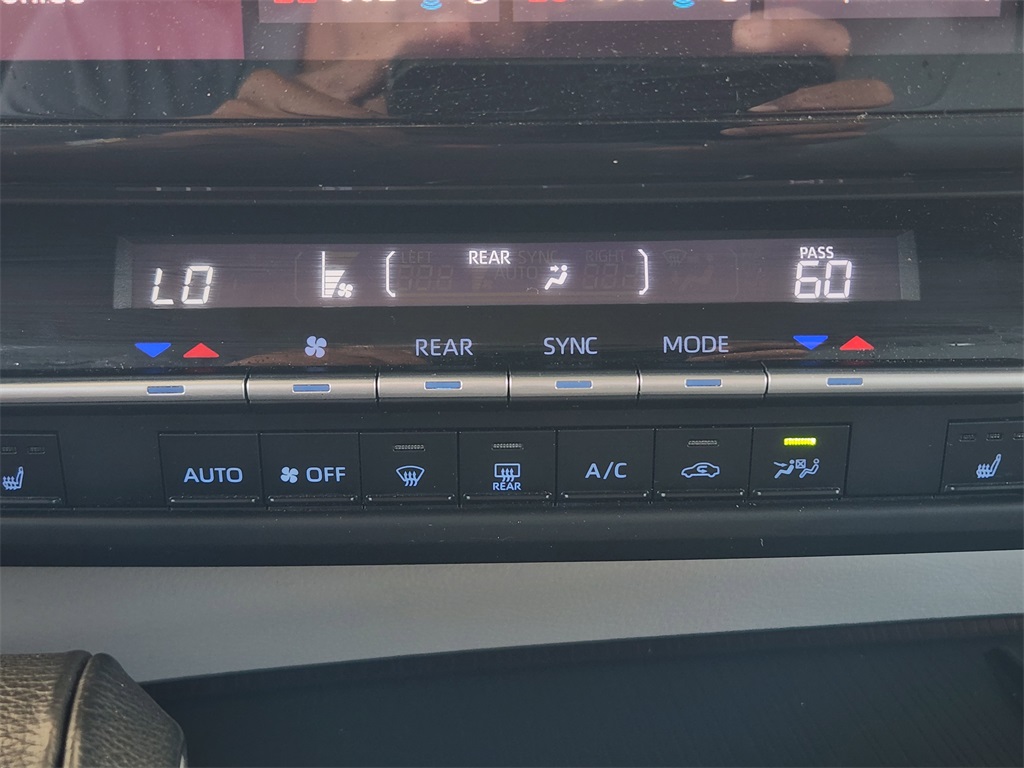 LO
REAR
PASS
60
REAR SYNC MODE
AUTO OFF REAR A/C